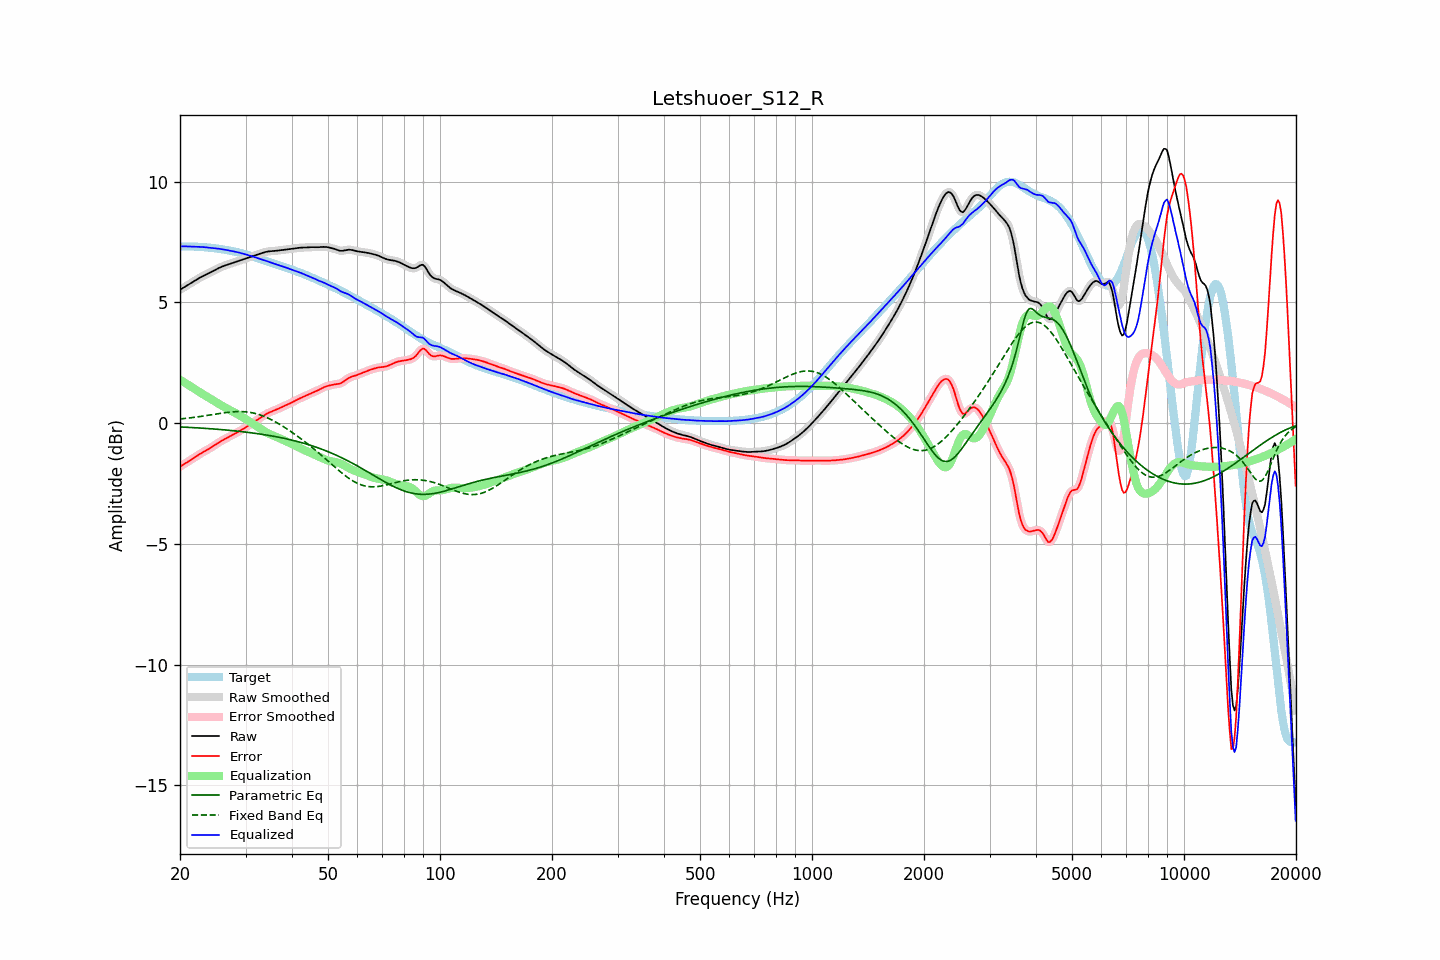 Letshuoer_S12_R
Amplitude (dBr)
10
5
0
−5
−10
−15
Target
Raw Smoothed
Error Smoothed
Raw
Error
Equalization
Parametric Eq
Fixed Band Eq
Equalized
20 50 100 200 500 1000 2000 5000 10000 20000
Frequency (Hz)